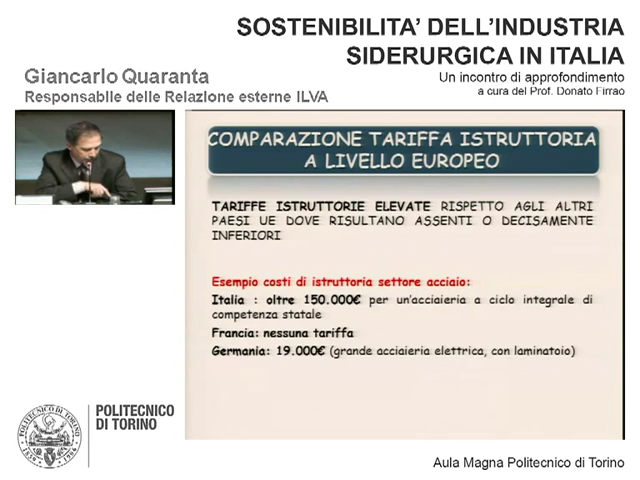 SOSTENIBILITA' DELL'INDUSTRIA
SIDERURGICA IN ITALIA
Un incontro di approfondimento
a cura del Prof. Donato Firrao
Giancarlo Quaranta
Responsabile delle Relazione esterne ILVA
COMPARAZIONE TARIFFA ISTRUTTORIA
A LIVELLO EUROPEO
TARIFFE ISTRUTTORIE ELEVATE RISPETTO AGLI ALTRI
PAESI UE DOVE RISULTANO ASSENTI O DECISAMENTE
INFERIORI
Esempio costi di istruttoria settore acciaio:
Italia : oltre 150.000€ per un'acciaieria a ciclo integrale di
competenza statale
Francia: nessuna tariffa
Germania: 19.000€ (grande acciaieria elettrica, con laminatoio)
POLITECNICO
DI TORINO
Aula Magna Politecnico di Torino